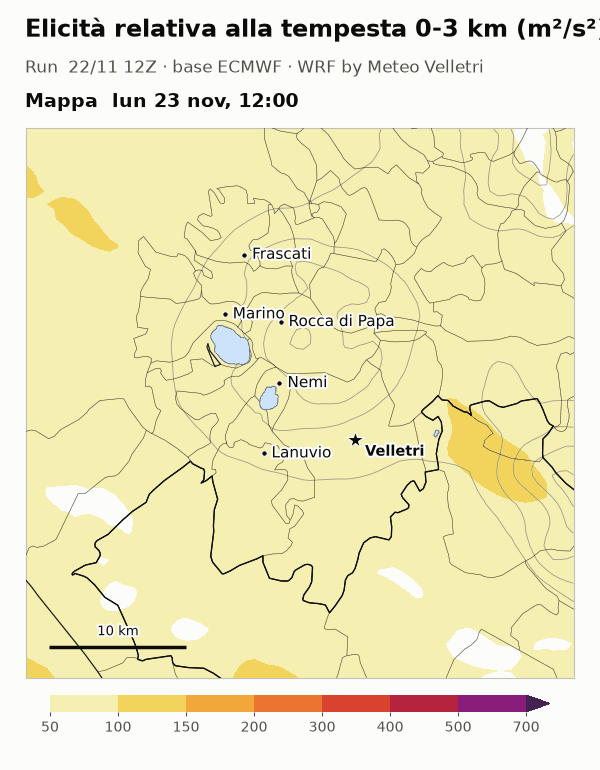 Elicità relativa alla tempesta 0-3 km (m²/s²)
Run 22/11 12Z · base ECMWF · WRF by Meteo Velletri
Mappa lun 23 nov, 12:00
Frascati
Marino
Rocca di Papa
Nemi
Velletri
Lanuvio
10 km
50 100 150 200 300 400 500 700